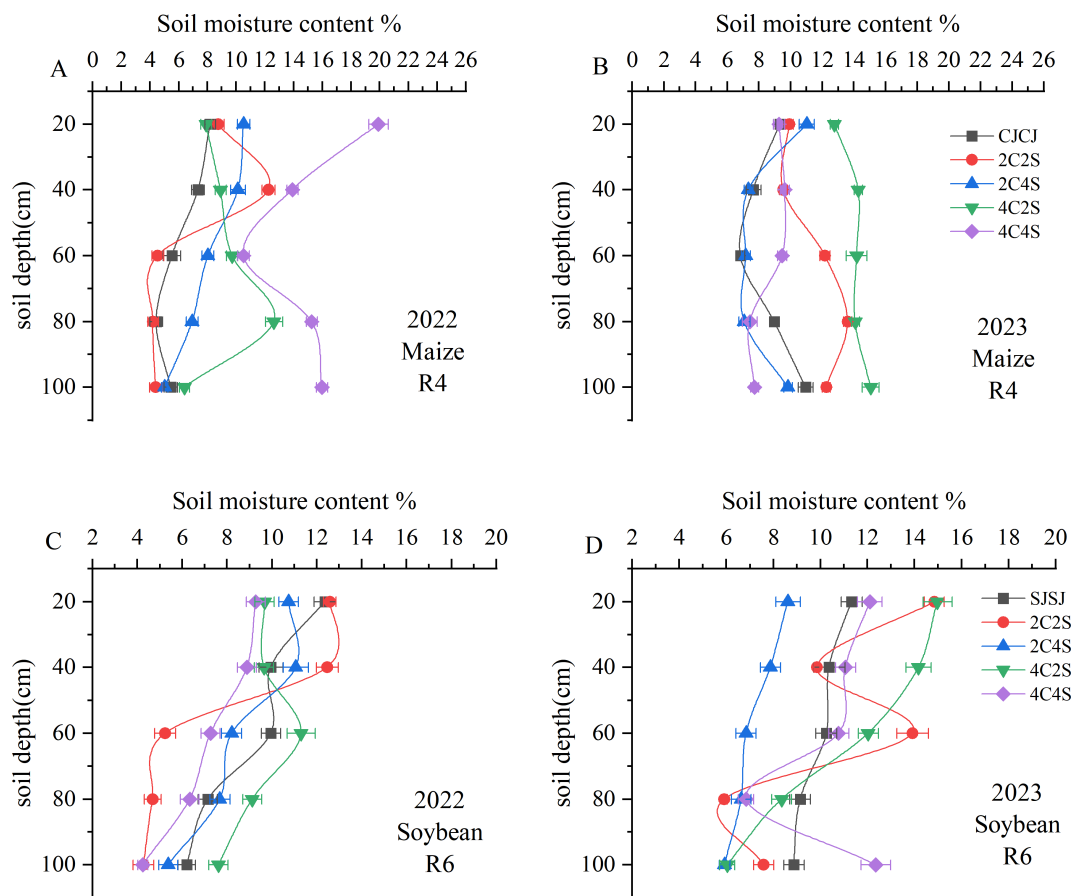 Soil moisture content %
0 2 4 6 8 10 12 14 16 18 20 22 24 26
A
20
40
60
80
100
soil depth(cm)
2022
Maize
R4
Soil moisture content %
0 2 4 6 8 10 12 14 16 18 20 22 24 26
B
20
40
60
80
100
soil depth(cm)
CJCJ
2C2S
2C4S
4C2S
4C4S
2023
Maize
R4
Soil moisture content %
2 4 6 8 10 12 14 16 18 20
C
20
40
60
80
100
soil depth(cm)
2022
Soybean
R6
Soil moisture content %
2 4 6 8 10 12 14 16 18 20
D
20
40
60
80
100
soil depth(cm)
SJSJ
2C2S
2C4S
4C2S
4C4S
2023
Soybean
R6